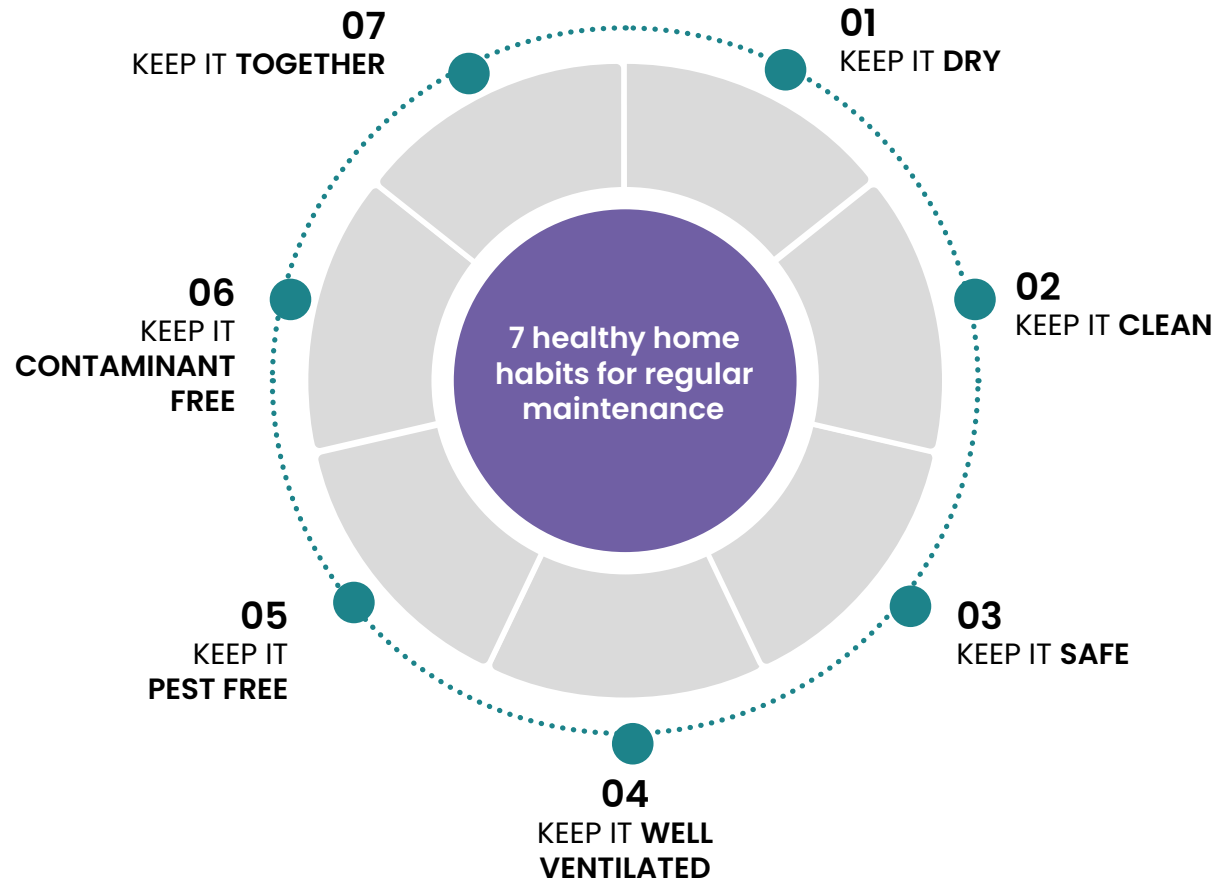 7 healthy home
habits for regular
maintenance
01
KEEP IT DRY
02
KEEP IT CLEAN
03
KEEP IT SAFE
04
KEEP IT WELL
VENTILATED
05
KEEP IT
PEST FREE
06
KEEP IT
CONTAMINANT
FREE
07
KEEP IT TOGETHER